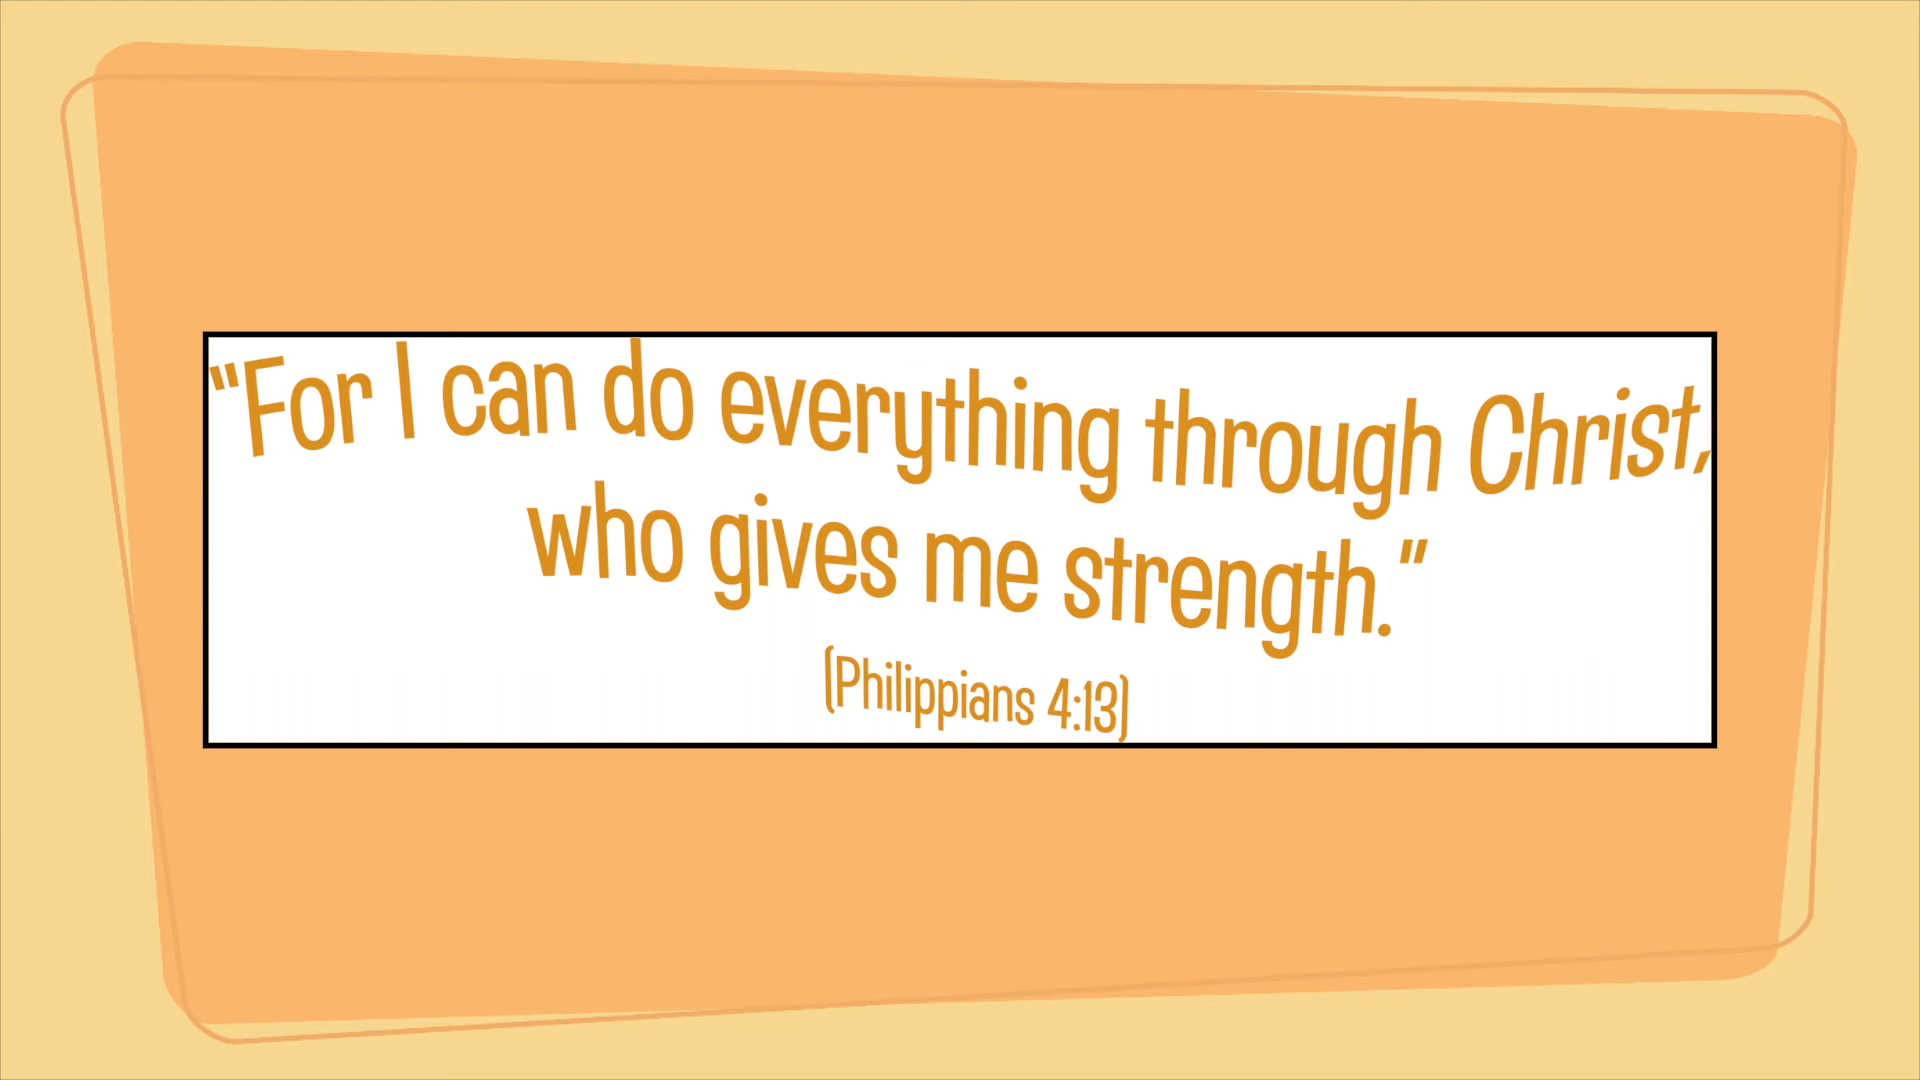 “For I can do everything through Christ,
who gives me strength.”
(Philippians 4:13)